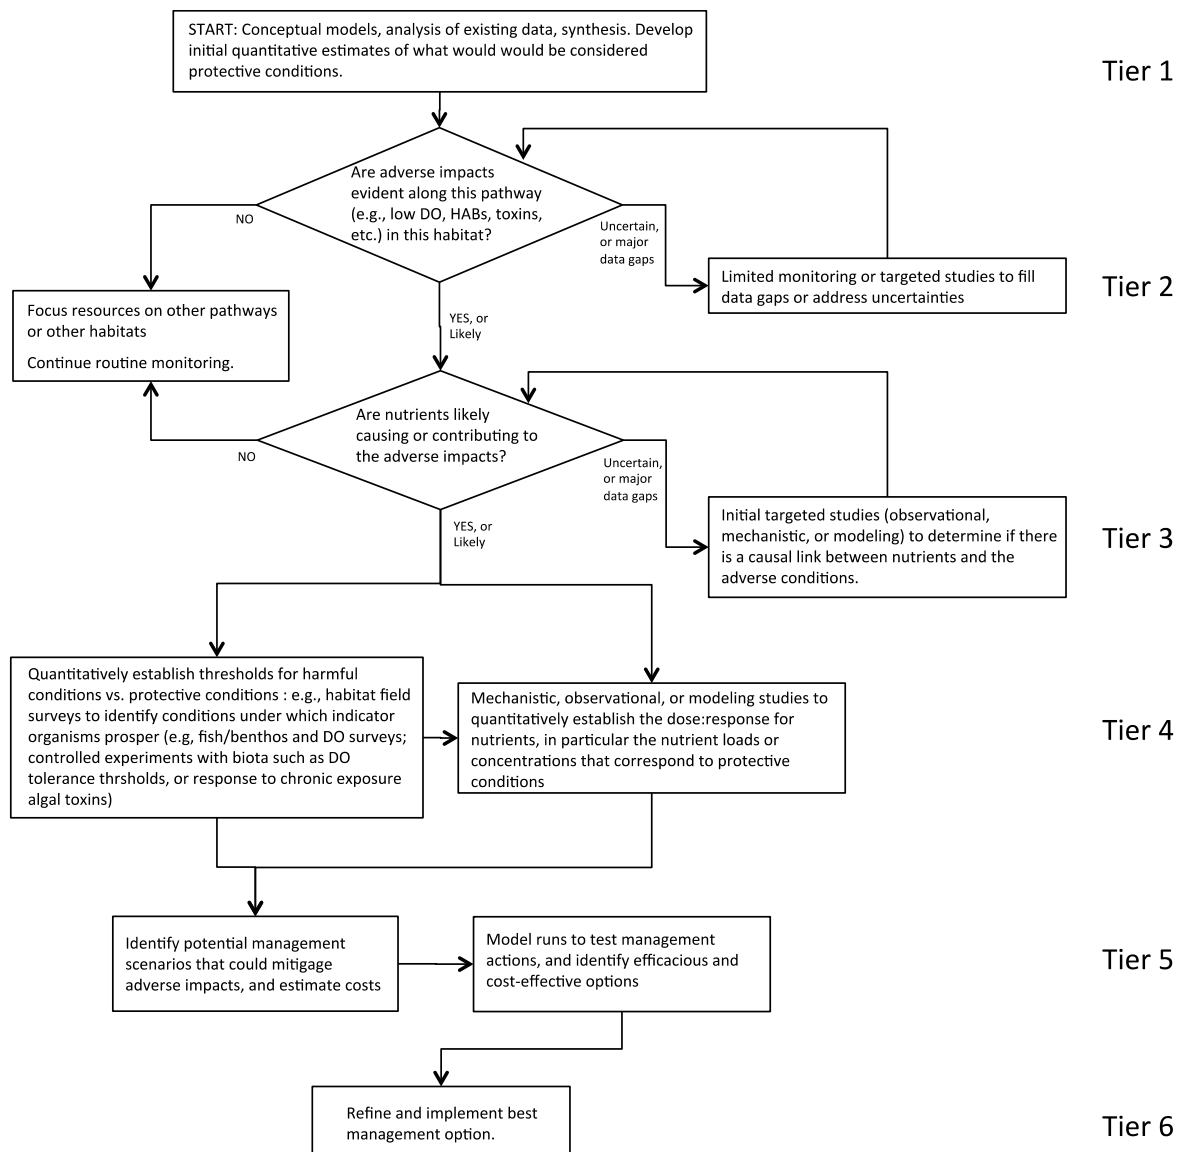 START: Conceptual models, analysis of existing data, synthesis. Develop
initial quantitative estimates of what would would be considered
protective conditions.
Tier 1
Are adverse impacts
evident along this pathway
(e.g., low DO, HABs, toxins,
etc.) in this habitat?
NO
Uncertain,
or major
data gaps
Limited monitoring or targeted studies to fill
data gaps or address uncertainties
Tier 2
Focus resources on other pathways
or other habitats
Continue routine monitoring.
YES, or
Likely
Are nutrients likely
causing or contributing to
the adverse impacts?
NO
Uncertain,
or major
data gaps
Initial targeted studies (observational,
mechanistic, or modeling) to determine if there
is a causal link between nutrients and the
adverse conditions.
Tier 3
YES, or
Likely
Quantitatively establish thresholds for harmful
conditions vs. protective conditions : e.g., habitat field
surveys to identify conditions under which indicator
organisms prosper (e.g, fish/benthos and DO surveys;
controlled experiments with biota such as DO
tolerance thrsholds, or response to chronic exposure
algal toxins)
Mechanistic, observational, or modeling studies to
quantitatively establish the dose:response for
nutrients, in particular the nutrient loads or
concentrations that correspond to protective
conditions
Tier 4
Identify potential management
scenarios that could mitigage
adverse impacts, and estimate costs
Model runs to test management
actions, and identify efficacious and
cost-effective options
Tier 5
Refine and implement best
management option.
Tier 6